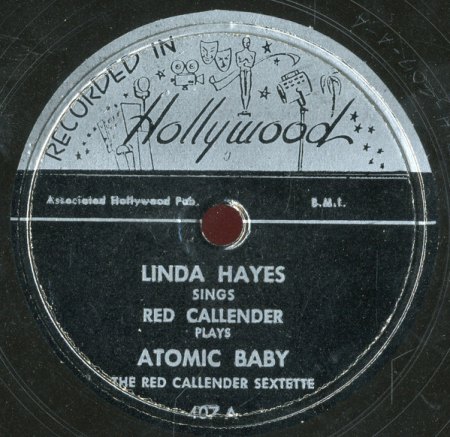 RECORDED IN
Hollywood
Associated Hollywood Pub. B.M.I.
LINDA HAYES
SINGS
RED CALLENDER
PLAYS
ATOMIC BABY
THE RED CALLENDER SEXTETTE
407 A